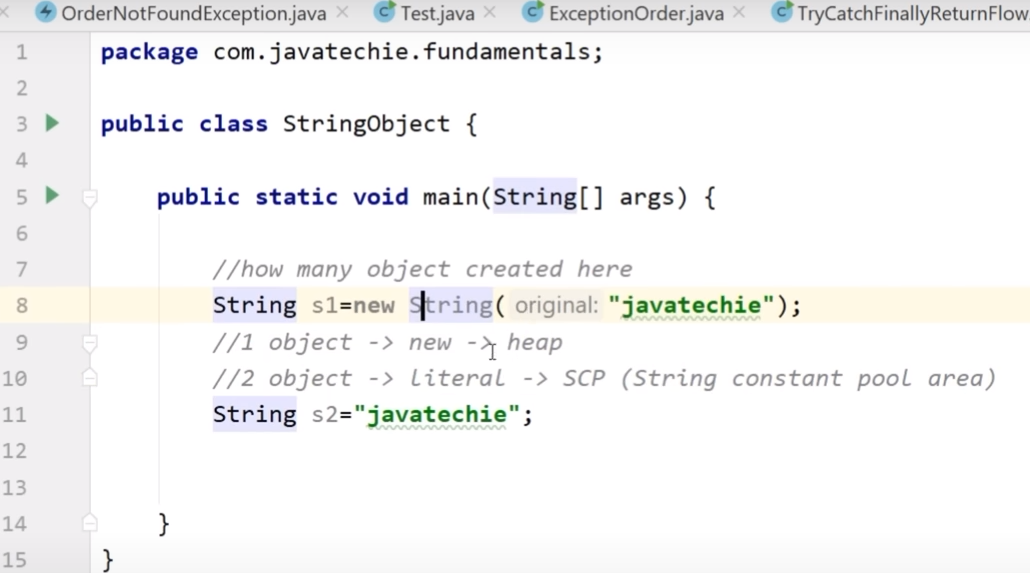 OrderNotFoundException.java Test.java ExceptionOrder.java TryCatchFinallyReturnFlow
1 package com.javatechie.fundamentals;
2
3 public class StringObject {
4
5 public static void main(String[] args) {
6
7 //how many object created here
8 String s1=new String( original: "javatechie");
9 //1 object -> new -> heap
10 //2 object -> literal -> SCP (String constant pool area)
11 String s2="javatechie";
12
13
14 }
15 }